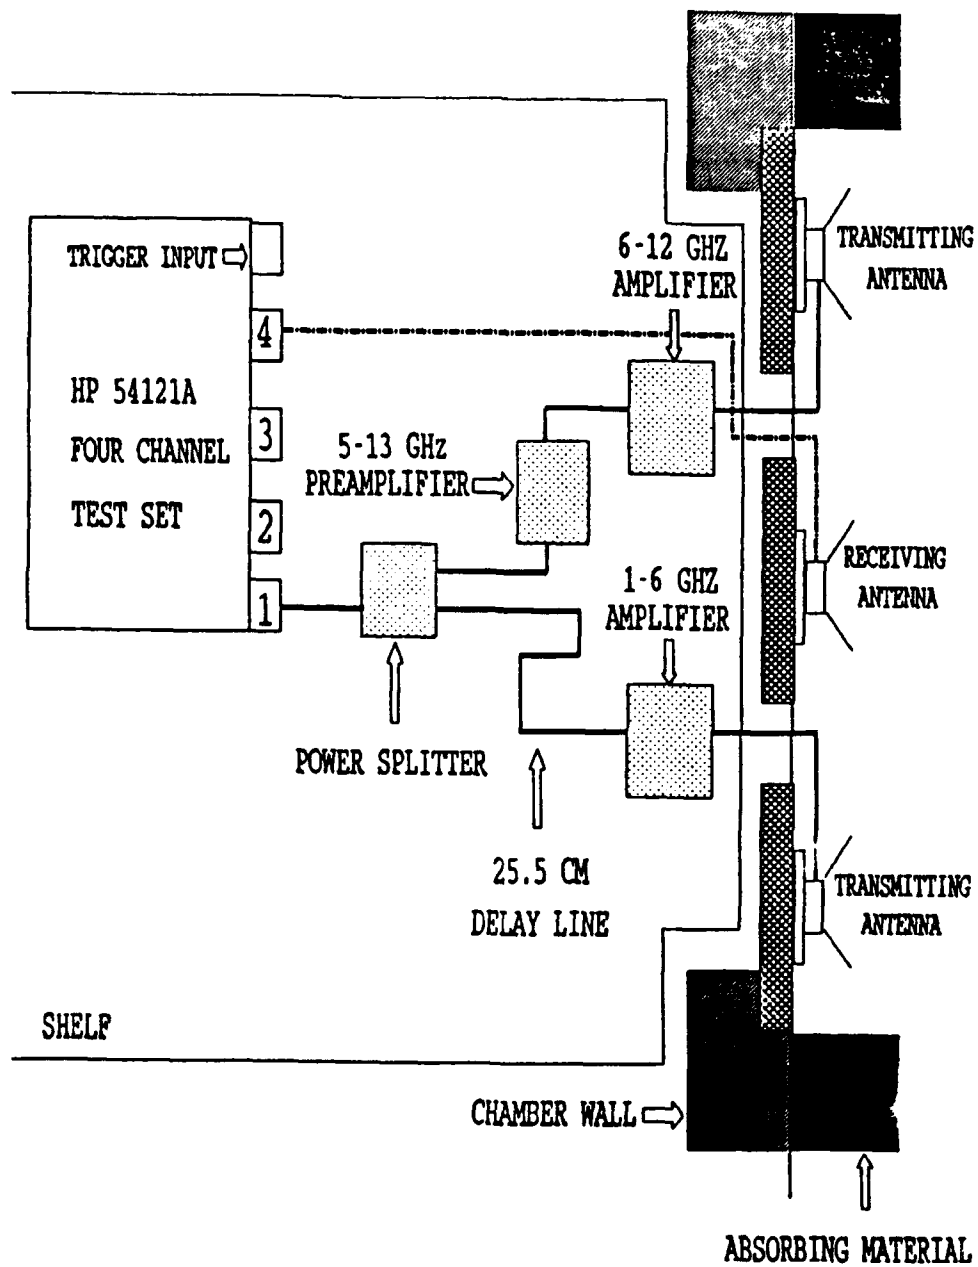 TRIGGER INPUT
4
HP 54121A
3
FOUR CHANNEL
2
TEST SET
1
6-12 GHZ
AMPLIFIER
5-13 GHz
PREAMPLIFIER
1-6 GHZ
AMPLIFIER
POWER SPLITTER
25.5 CM
DELAY LINE
TRANSMITTING
ANTENNA
RECEIVING
ANTENNA
TRANSMITTING
ANTENNA
SHELF
CHAMBER WALL
ABSORBING MATERIAL